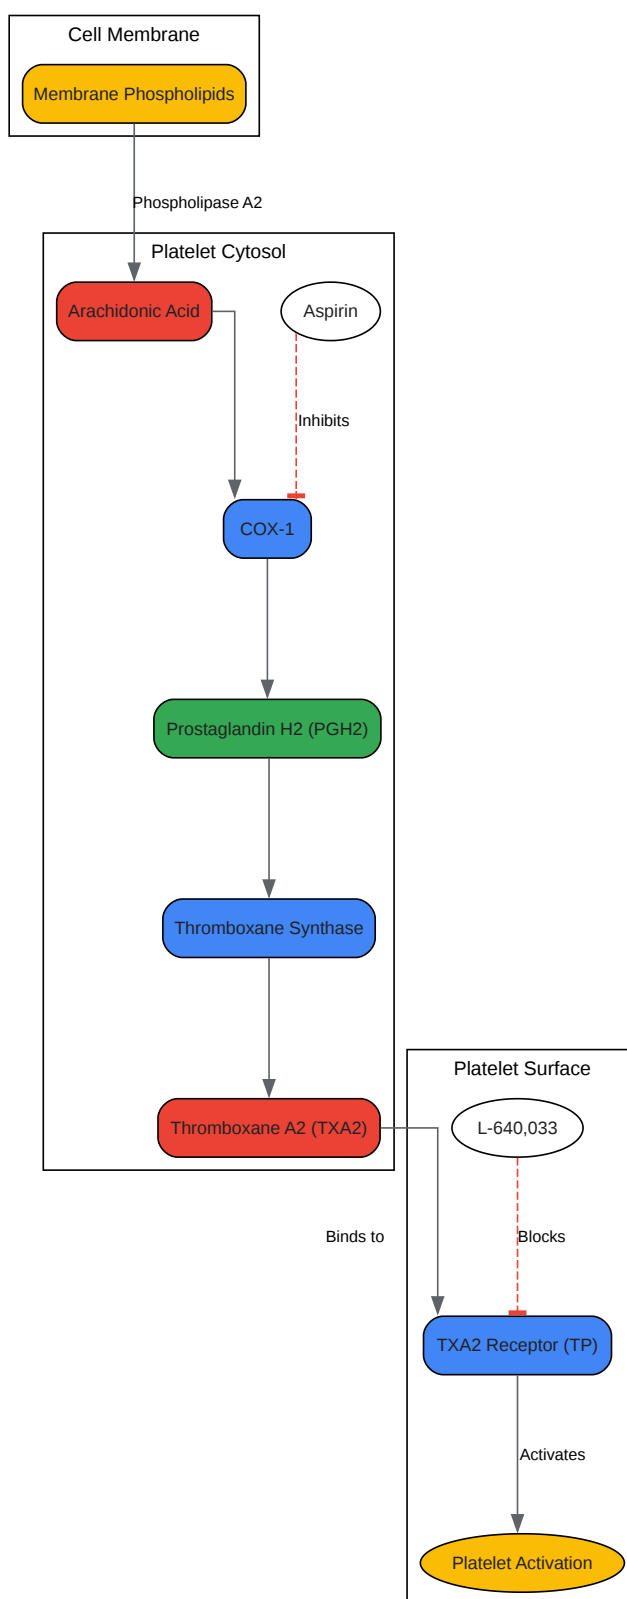 Cell Membrane
Membrane Phospholipids
Phospholipase A2
Platelet Cytosol
Arachidonic Acid
Aspirin
Inhibits
COX-1
Prostaglandin H2 (PGH2)
Thromboxane Synthase
Platelet Surface
Thromboxane A2 (TXA2)
L-640,033
Binds to
Blocks
TXA2 Receptor (TP)
Activates
Platelet Activation